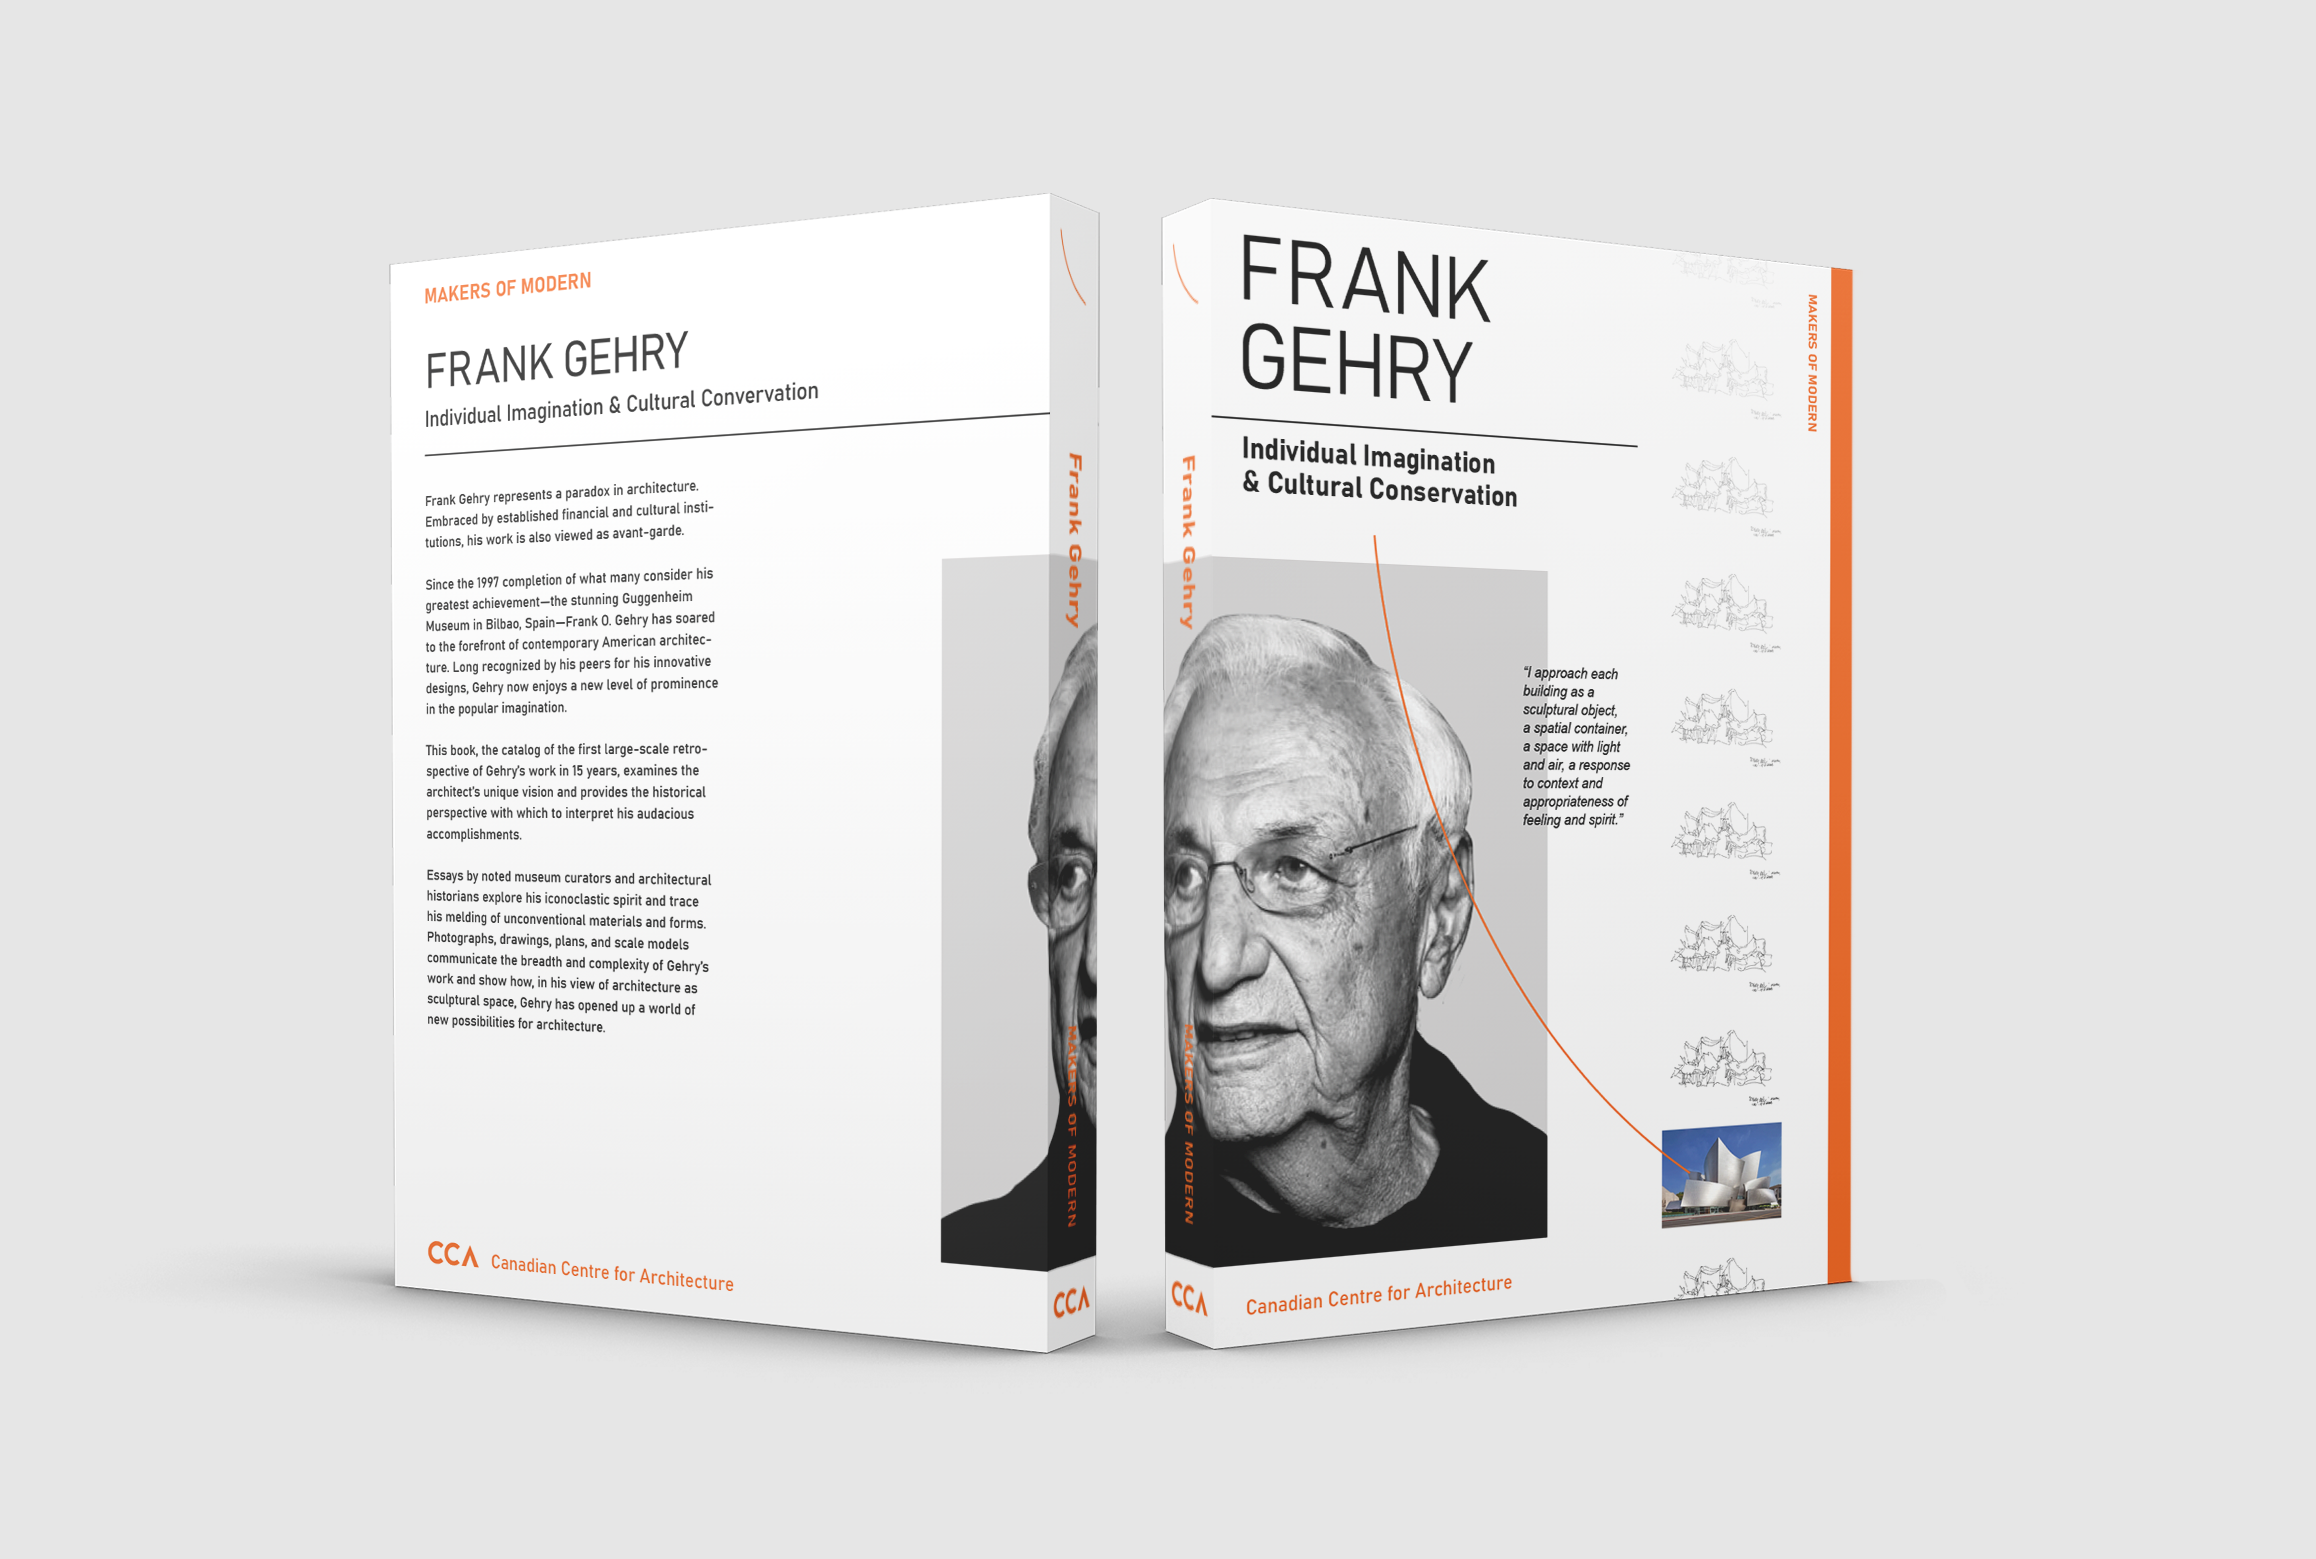 MAKERS OF MODERN
FRANK GEHRY
Individual Imagination & Cultural Convervation
Frank Gehry represents a paradox in architecture.
Embraced by established financial and cultural insti-
tutions, his work is also viewed as avant-garde.
Since the 1997 completion of what many consider his
greatest achievement—the stunning Guggenheim
Museum in Bilbao, Spain—Frank O. Gehry has soared
to the forefront of contemporary American architec-
ture. Long recognized by his peers for his innovative
designs, Gehry now enjoys a new level of prominence
in the popular imagination.
This book, the catalog of the first large-scale retro-
spective of Gehry's work in 15 years, examines the
architect's unique vision and provides the historical
perspective with which to interpret his audacious
accomplishments.
Essays by noted museum curators and architectural
historians explore his iconoclastic spirit and trace
his melding of unconventional materials and forms.
Photographs, drawings, plans, and scale models
communicate the breadth and complexity of Gehry's
work and show how, in his view of architecture as
sculptural space, Gehry has opened up a world of
new possibilities for architecture.
CCA Canadian Centre for Architecture
Frank Gehry
MAKERS OF MODERN
CCA
Frank Gehry
MAKERS OF MODERN
CCA
FRANK
GEHRY
Individual Imagination
& Cultural Conservation
"I approach each
building as a
sculptural object,
a spatial container,
a space with light
and air, a response
to context and
appropriateness of
feeling and spirit."
MAKERS OF MODERN
Canadian Centre for Architecture